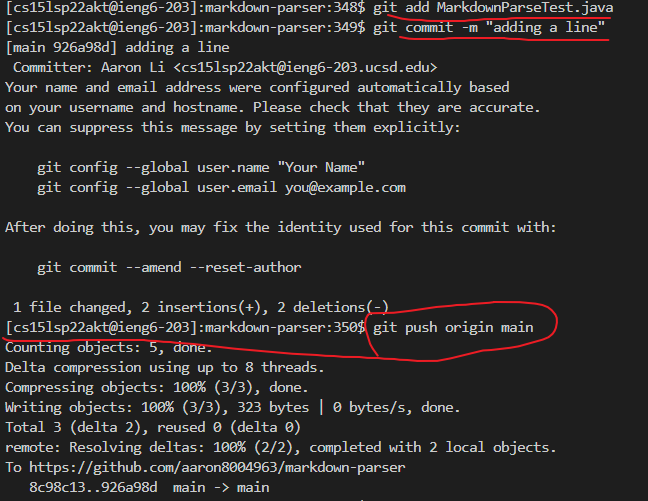 [cs15lsp22akt@ieng6-203]:markdown-parser:348$ git add MarkdownParseTest.java
[cs15lsp22akt@ieng6-203]:markdown-parser:349$ git commit -m "adding a line"
[main 926a98d] adding a line
 Committer: Aaron Li <cs15lsp22akt@ieng6-203.ucsd.edu>
Your name and email address were configured automatically based
on your username and hostname. Please check that they are accurate.
You can suppress this message by setting them explicitly:

    git config --global user.name "Your Name"
    git config --global user.email you@example.com

After doing this, you may fix the identity used for this commit with:

    git commit --amend --reset-author

 1 file changed, 2 insertions(+), 2 deletions(-)
[cs15lsp22akt@ieng6-203]:markdown-parser:350$ git push origin main
Counting objects: 5, done.
Delta compression using up to 8 threads.
Compressing objects: 100% (3/3), done.
Writing objects: 100% (3/3), 323 bytes | 0 bytes/s, done.
Total 3 (delta 2), reused 0 (delta 0)
remote: Resolving deltas: 100% (2/2), completed with 2 local objects.
To https://github.com/aaron8004963/markdown-parser
   8c98c13..926a98d  main -> main